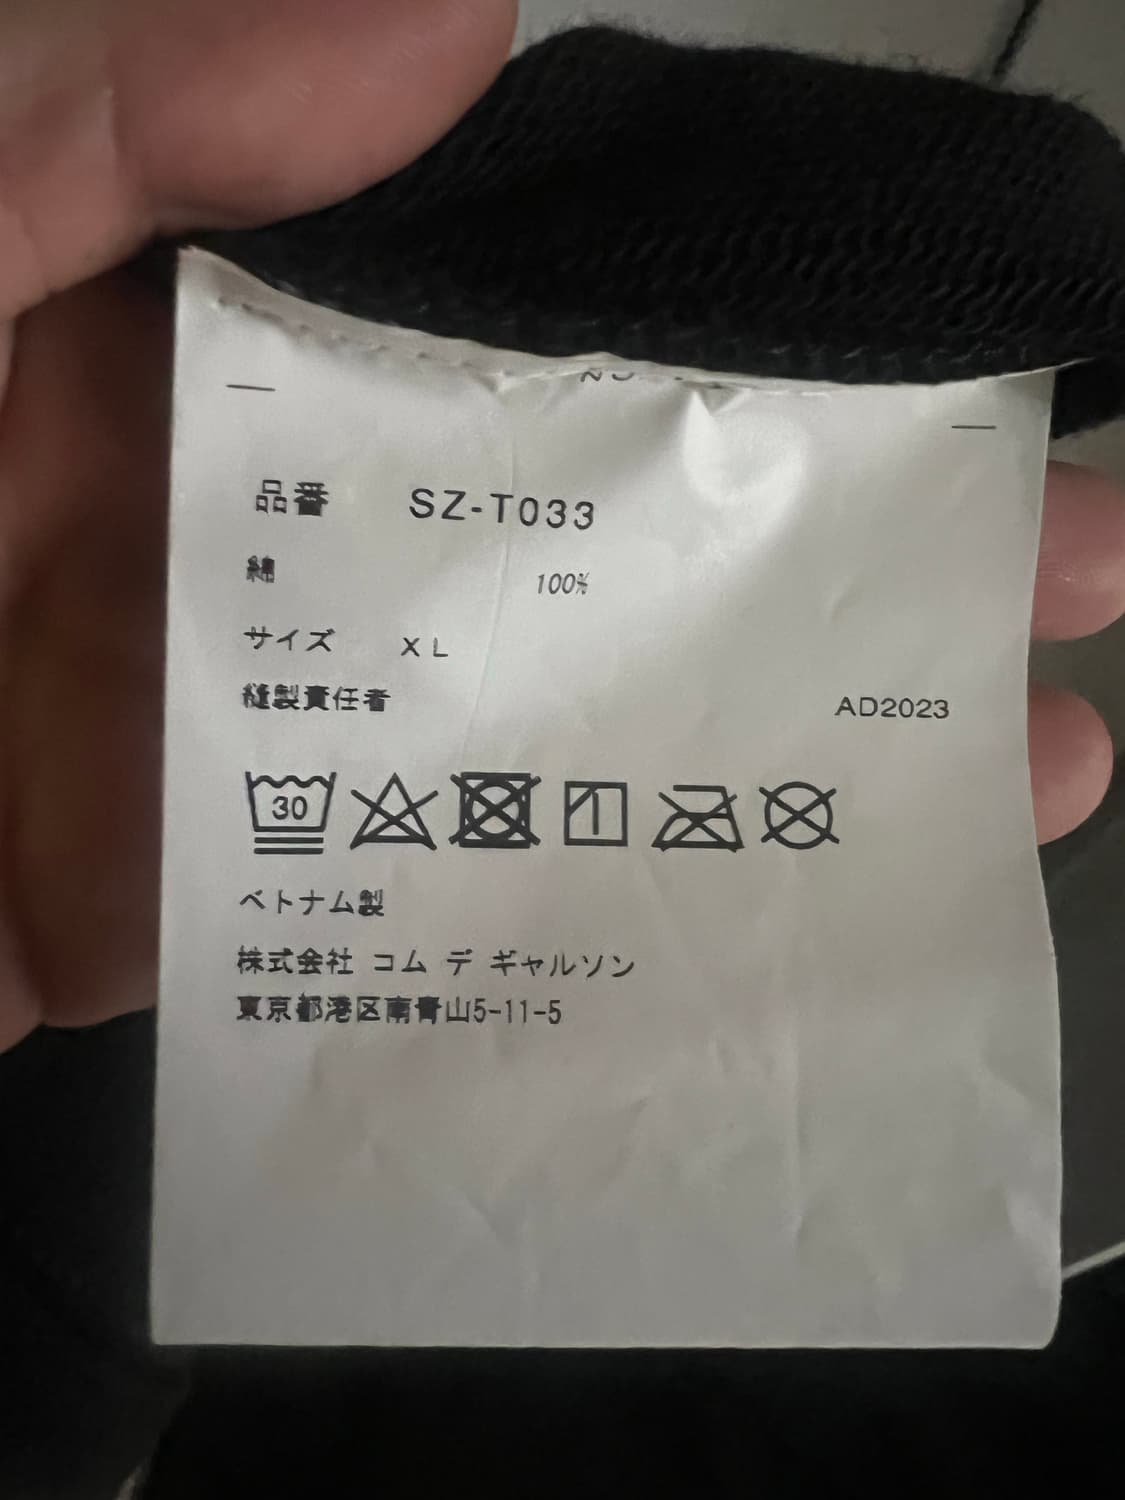 品番 SZ-T033
綿 100%
サイズ XL
縫製責任者 AD2023
30
ベトナム製
株式会社 コム デ ギャルソン
東京都港区南青山5-11-5